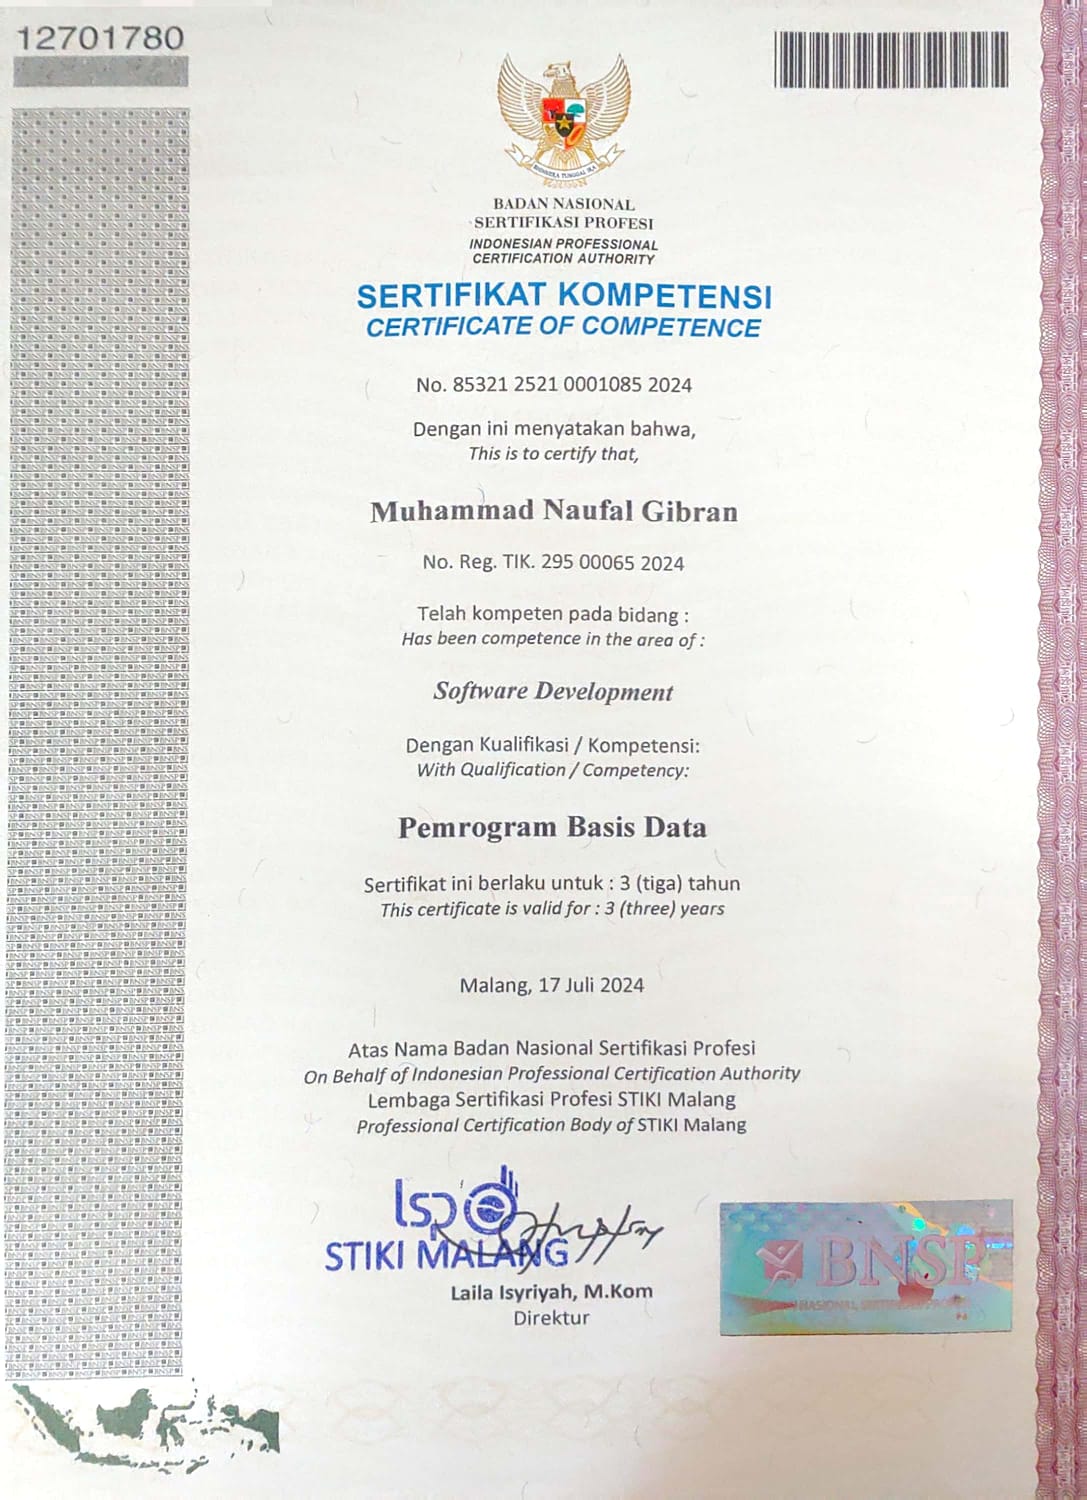 12701780
BHINNEKA TUNGGAL IKA
BADAN NASIONAL
SERTIFIKASI PROFESI
INDONESIAN PROFESSIONAL
CERTIFICATION AUTHORITY
SERTIFIKAT KOMPETENSI
CERTIFICATE OF COMPETENCE
No. 85321 2521 0001085 2024
Dengan ini menyatakan bahwa,
This is to certify that,
Muhammad Naufal Gibran
No. Reg. TIK. 295 00065 2024
Telah kompeten pada bidang :
Has been competence in the area of :
Software Development
Dengan Kualifikasi / Kompetensi:
With Qualification / Competency:
Pemrogram Basis Data
Sertifikat ini berlaku untuk : 3 (tiga) tahun
This certificate is valid for : 3 (three) years
Malang, 17 Juli 2024
Atas Nama Badan Nasional Sertifikasi Profesi
On Behalf of Indonesian Professional Certification Authority
Lembaga Sertifikasi Profesi STIKI Malang
Professional Certification Body of STIKI Malang
lsp
STIKI MALANG
Laila Isyriyah, M.Kom
Direktur
BNSP
NASIONAL SERTIFIKASI PROFESI